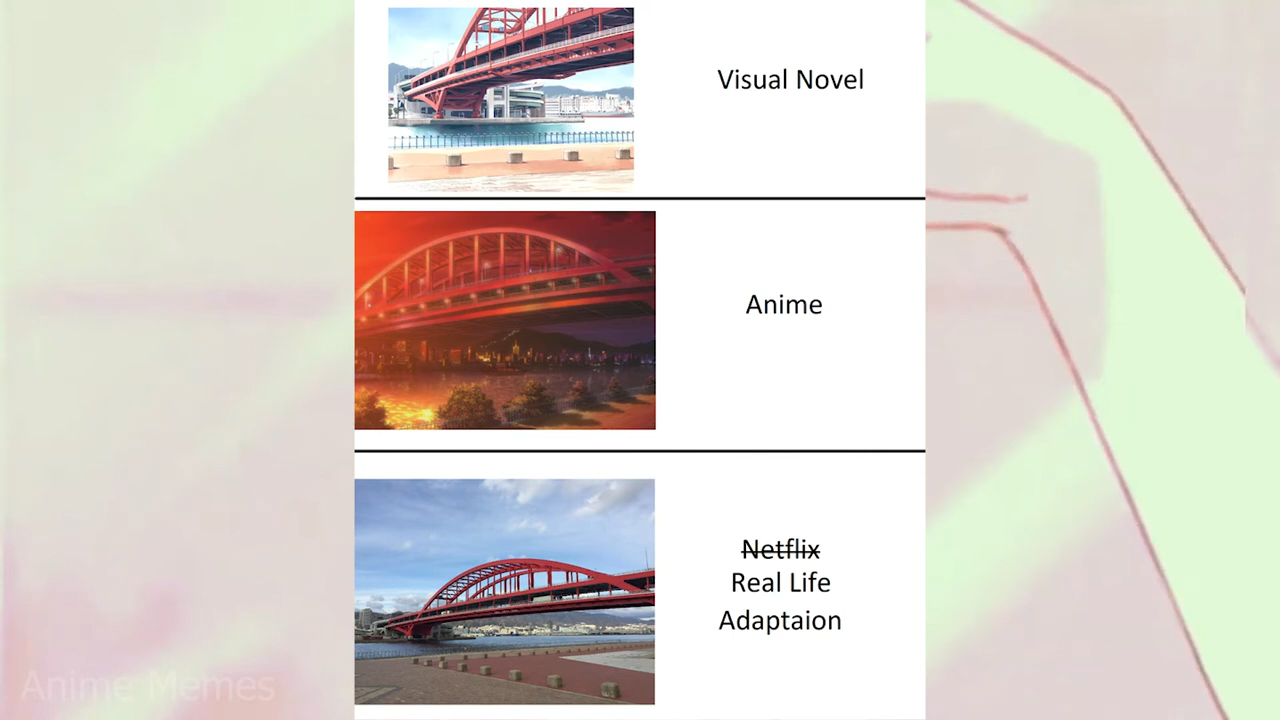 Visual Novel
Anime
Netflix
Real Life
Adaptaion
Anime Memes